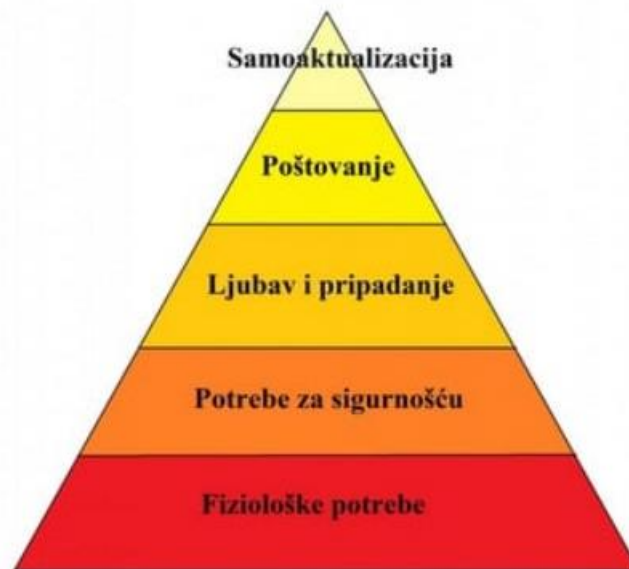 Samoaktualizacija
Poštovanje
Ljubav i pripadanje
Potrebe za sigurnošću
Fiziološke potrebe